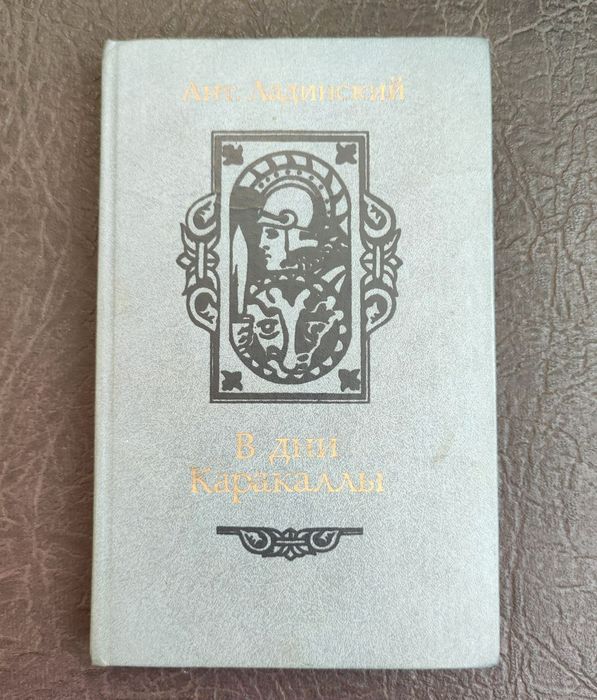 Ант. Ладинский
В дни
Каракаллы